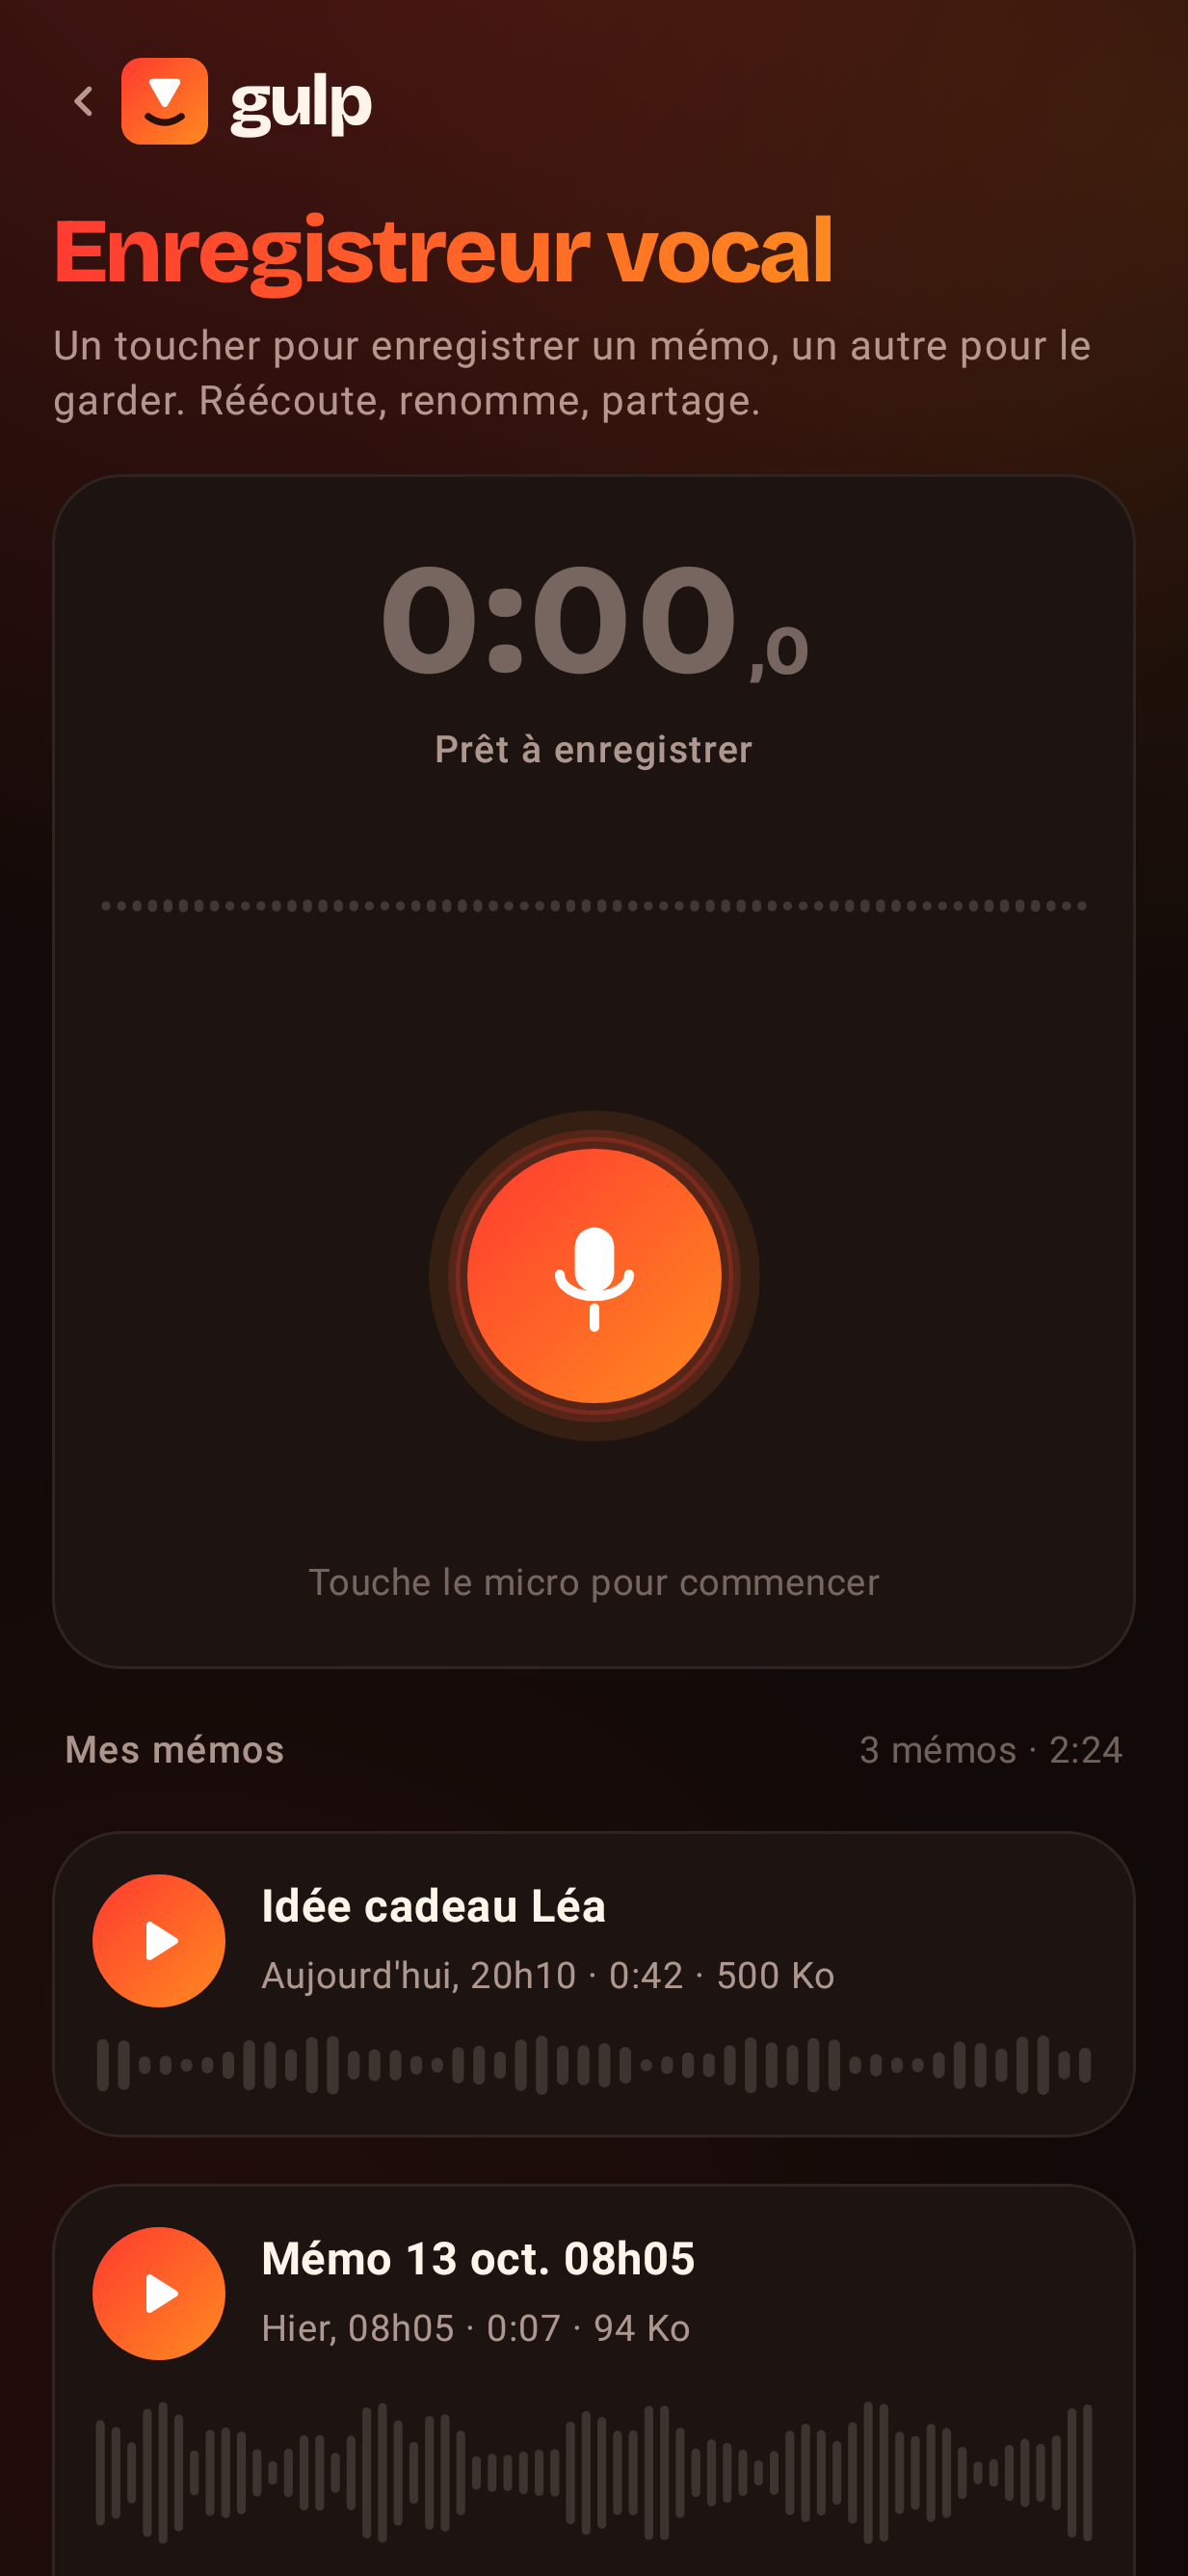 gulp
Enregistreur vocal
Un toucher pour enregistrer un mémo, un autre pour le
garder. Réécoute, renomme, partage.
0:00,0
Prêt à enregistrer
Touche le micro pour commencer
Mes mémos
3 mémos · 2:24
Idée cadeau Léa
Aujourd'hui, 20h10 · 0:42 · 500 Ko
Mémo 13 oct. 08h05
Hier, 08h05 · 0:07 · 94 Ko